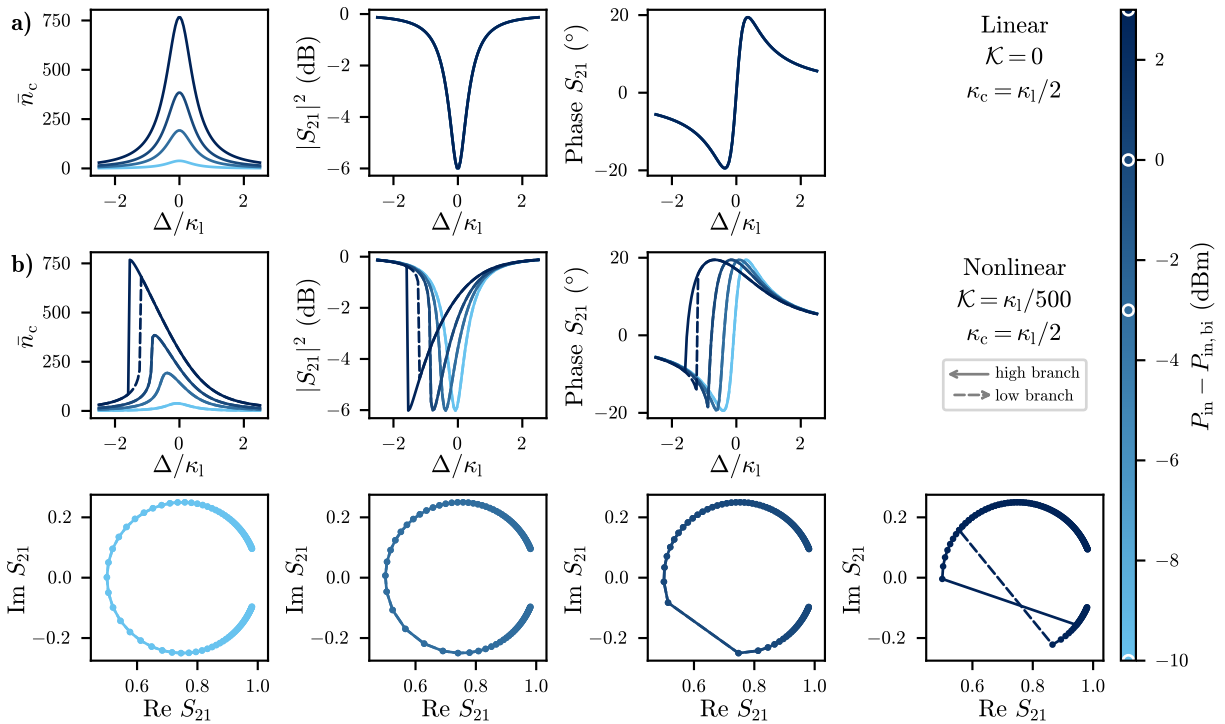 a)
750
500
250
0
n̄c
−2
0
2
Δ/κl
0
−2
−4
−6
|S21|² (dB)
−2
0
2
Δ/κl
20
0
−20
Phase S21 (°)
−2
0
2
Δ/κl
Linear
𝒦 = 0
κc = κl/2
b)
750
500
250
0
n̄c
−2
0
2
Δ/κl
0
−2
−4
−6
|S21|² (dB)
−2
0
2
Δ/κl
20
0
−20
Phase S21 (°)
−2
0
2
Δ/κl
Nonlinear
𝒦 = κl/500
κc = κl/2
high branch
low branch
0.2
0.0
−0.2
Im S21
0.6
0.8
1.0
Re S21
0.2
0.0
−0.2
Im S21
0.6
0.8
1.0
Re S21
0.2
0.0
−0.2
Im S21
0.6
0.8
1.0
Re S21
0.2
0.0
−0.2
Im S21
0.6
0.8
1.0
Re S21
2
0
−2
−4
−6
−8
−10
Pin − Pin, bi (dBm)